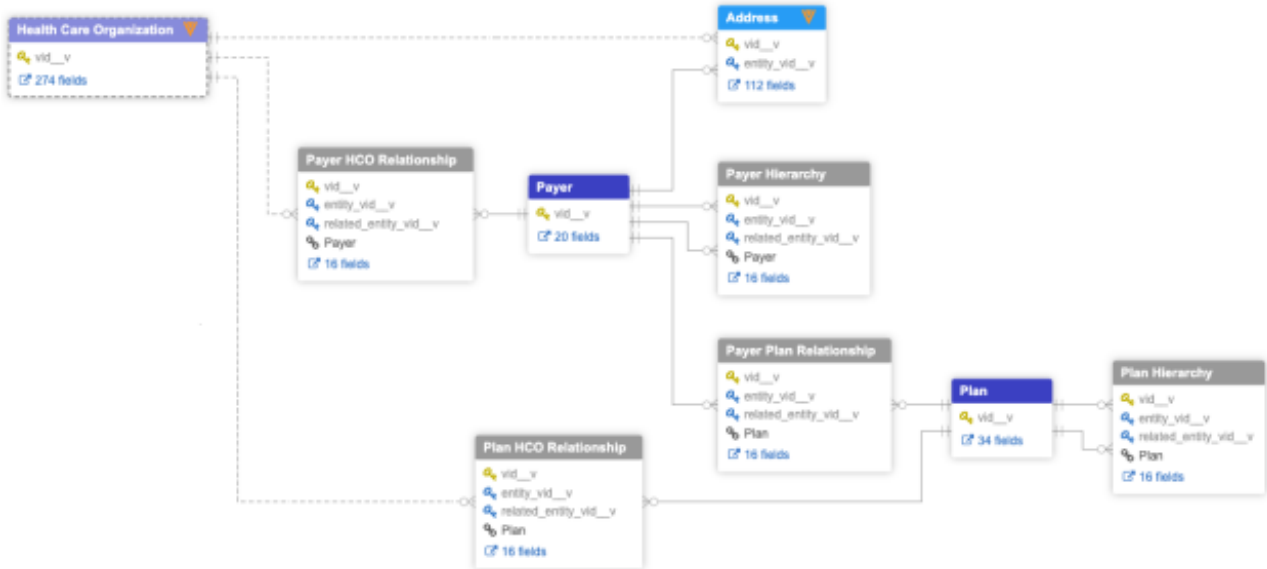 Health Care Organization
vid__v
274 fields
Address
vid__v
entity_vid__v
112 fields
Payer HCO Relationship
vid__v
entity_vid__v
related_entity_vid__v
Payer
16 fields
Payer
vid__v
20 fields
Payer Hierarchy
vid__v
entity_vid__v
related_entity_vid__v
Payer
16 fields
Payer Plan Relationship
vid__v
entity_vid__v
related_entity_vid__v
Plan
16 fields
Plan
vid__v
34 fields
Plan Hierarchy
vid__v
entity_vid__v
related_entity_vid__v
Plan
16 fields
Plan HCO Relationship
vid__v
entity_vid__v
related_entity_vid__v
Plan
16 fields